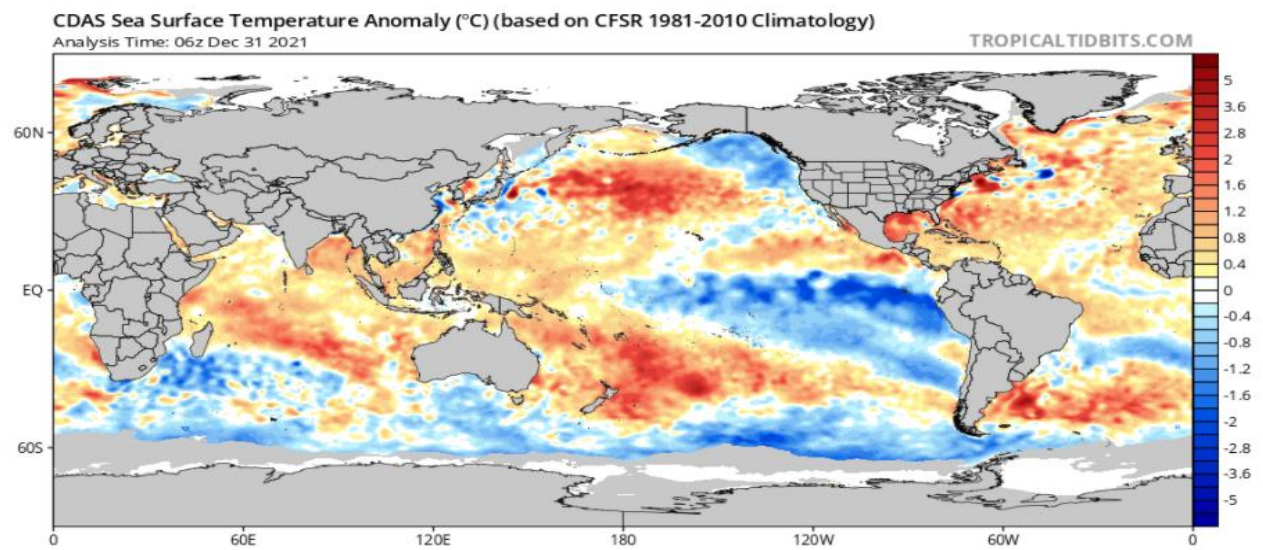 CDAS Sea Surface Temperature Anomaly (°C) (based on CFSR 1981-2010 Climatology)
Analysis Time: 06z Dec 31 2021
TROPICALTIDBITS.COM
60N
EQ
60S
0
60E
120E
180
120W
60W
0
5
3.6
2.8
2
1.6
1.2
0.8
0.4
0
-0.4
-0.8
-1.2
-1.6
-2
-2.8
-3.6
-5